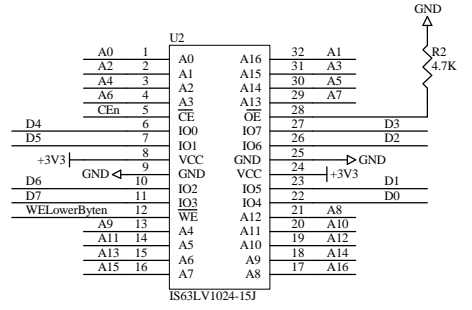 GND
U2
R2
4.7K
A0 1 A0 A16 32 A1
A2 2 A1 A15 31 A3
A4 3 A2 A14 30 A5
A6 4 A3 A13 29 A7
CEn 5 CE OE 28
D4 6 IO0 IO7 27 D3
D5 7 IO1 IO6 26 D2
+3V3 8 VCC GND 25 GND
GND 9 GND VCC 24 +3V3
D6 10 IO2 IO5 23 D1
D7 11 IO3 IO4 22 D0
WELowerByten 12 WE A12 21 A8
A9 13 A4 A11 20 A10
A11 14 A5 A10 19 A12
A13 15 A6 A9 18 A14
A15 16 A7 A8 17 A16
IS63LV1024-15J